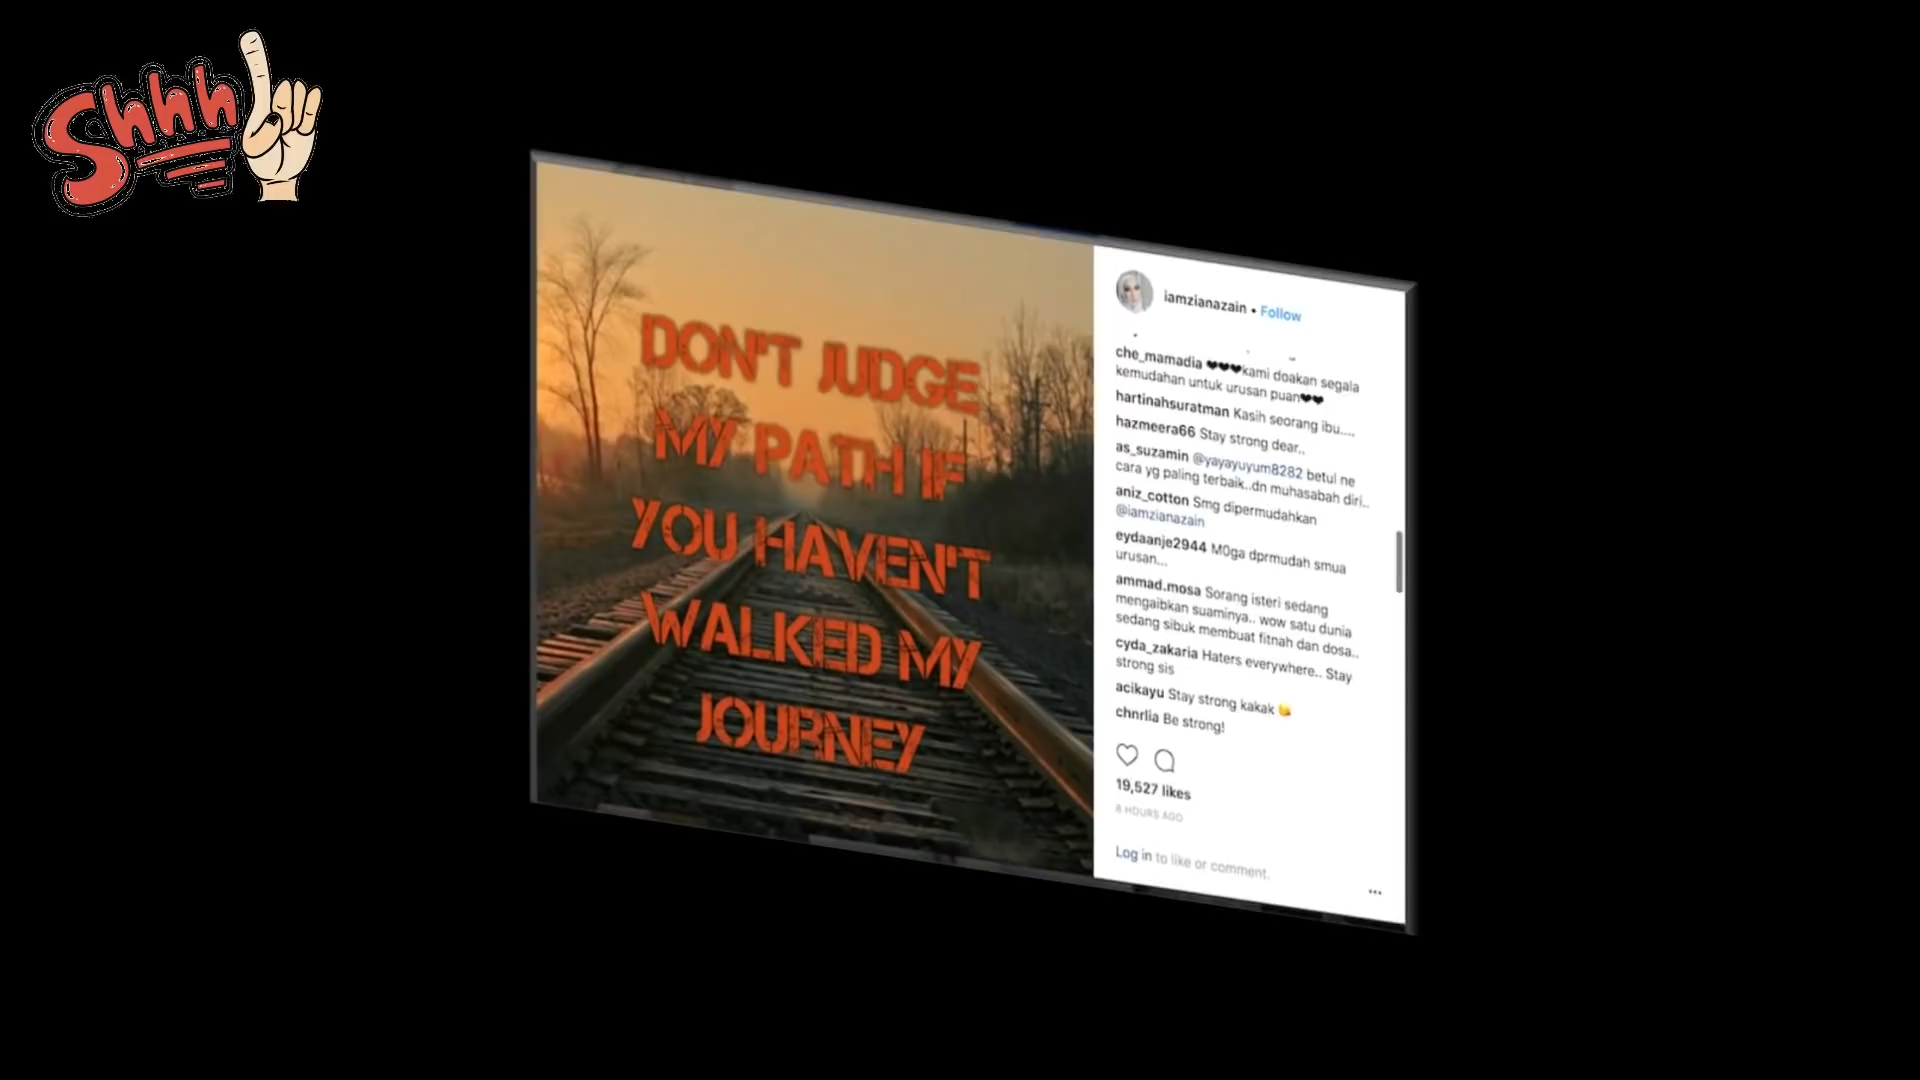 Shhh
DON'T JUDGE
MY PATH IF
YOU HAVEN'T
WALKED MY
JOURNEY
iamzianazain • Follow
che_mamadia ❤❤❤kami doakan segala
kemudahan untuk urusan puan❤❤
hartinahsuratman Kasih seorang ibu....
hazmeera66 Stay strong dear..
as_suzamin @yayayuyum8282 betul ne
cara yg paling terbaik..dn muhasabah diri..
aniz_cotton Smg dipermudahkan
@iamzianazain
eydaanje2944 M0ga dprmudah smua
urusan...
ammad.mosa Sorang isteri sedang
mengaibkan suaminya.. wow satu dunia
sedang sibuk membuat fitnah dan dosa..
cyda_zakaria Haters everywhere.. Stay
strong sis
acikayu Stay strong kakak 😘
chnrlia Be strong!
19,527 likes
8 HOURS AGO
Log in to like or comment.